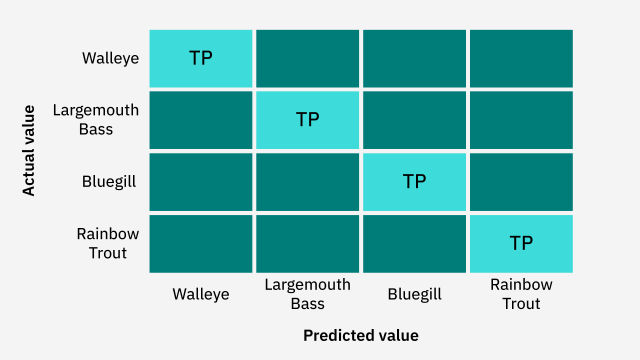 Walleye
TP
Largemouth
Bass
TP
Actual value
Bluegill
TP
Rainbow
Trout
TP
Walleye
Largemouth
Bass
Bluegill
Rainbow
Trout
Predicted value